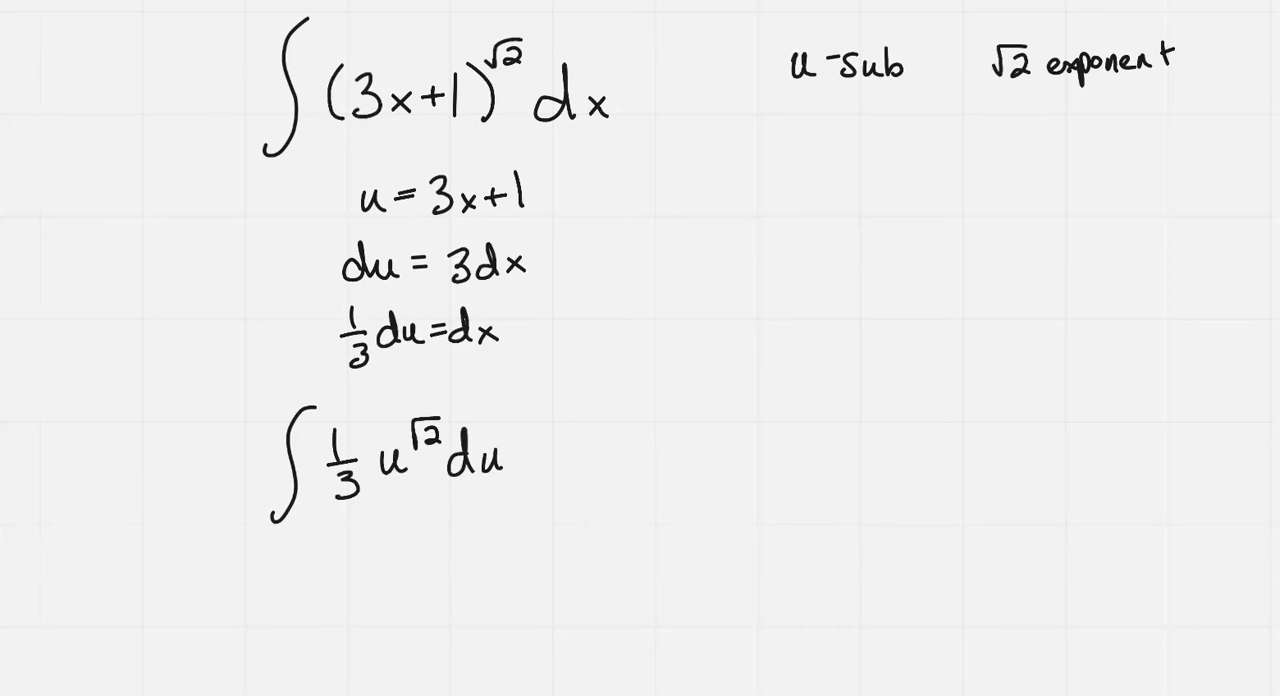 ∫ (3x+1)^√2 dx
u-sub √2 exponent
u = 3x+1
du = 3dx
1/3 du = dx
∫ 1/3 u^√2 du